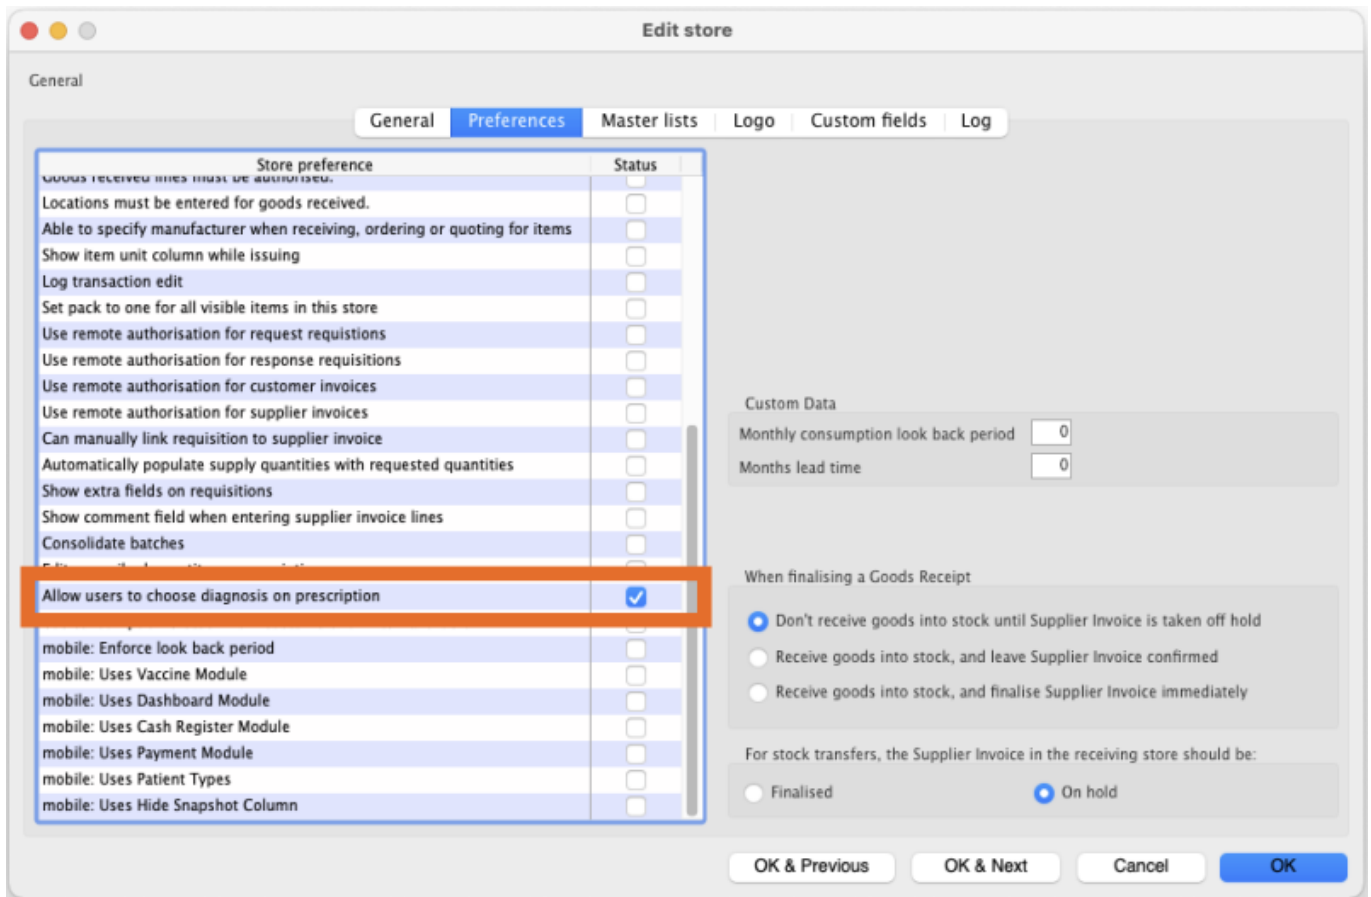 Edit store
General
General Preferences Master lists Logo Custom fields Log
Store preference Status
Goods received lines must be authorised.
Locations must be entered for goods received.
Able to specify manufacturer when receiving, ordering or quoting for items
Show item unit column while issuing
Log transaction edit
Set pack to one for all visible items in this store
Use remote authorisation for request requistions
Use remote authorisation for response requisitions
Use remote authorisation for customer invoices
Use remote authorisation for supplier invoices
Can manually link requisition to supplier invoice
Automatically populate supply quantities with requested quantities
Show extra fields on requisitions
Show comment field when entering supplier invoice lines
Consolidate batches
Allow users to choose diagnosis on prescription
mobile: Enforce look back period
mobile: Uses Vaccine Module
mobile: Uses Dashboard Module
mobile: Uses Cash Register Module
mobile: Uses Payment Module
mobile: Uses Patient Types
mobile: Uses Hide Snapshot Column
Custom Data
Monthly consumption look back period 0
Months lead time 0
When finalising a Goods Receipt
Don't receive goods into stock until Supplier Invoice is taken off hold
Receive goods into stock, and leave Supplier Invoice confirmed
Receive goods into stock, and finalise Supplier Invoice immediately
For stock transfers, the Supplier Invoice in the receiving store should be:
Finalised On hold
OK & Previous OK & Next Cancel OK